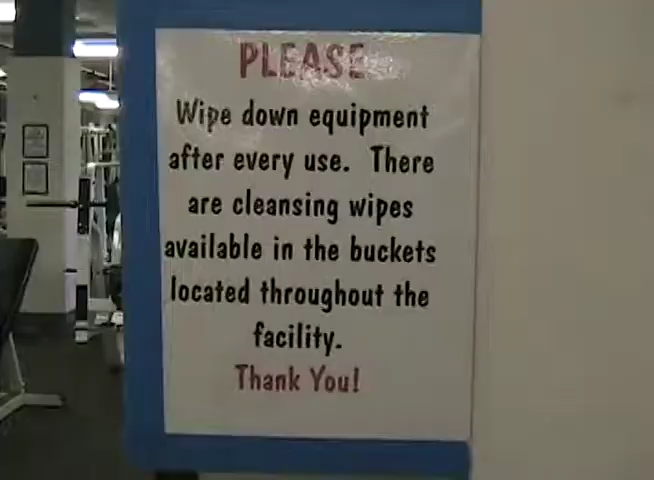 PLEASE
Wipe down equipment
after every use. There
are cleansing wipes
available in the buckets
located throughout the
facility.
Thank You!